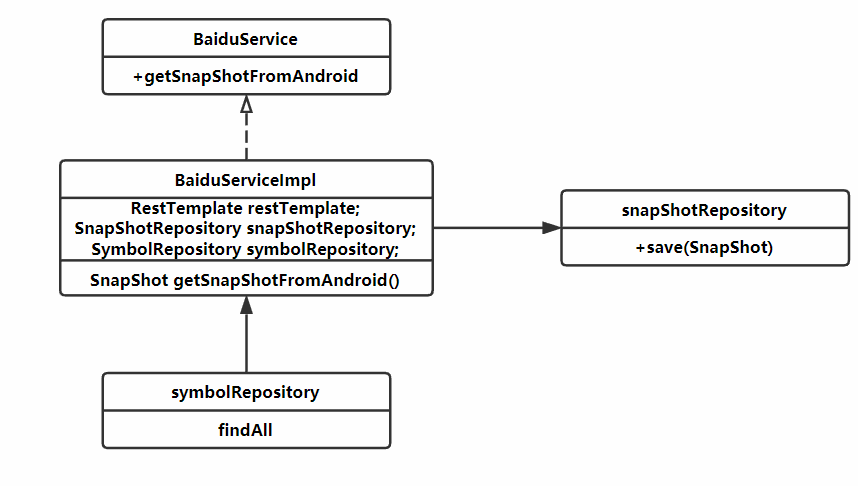 BaiduService
+getSnapShotFromAndroid
BaiduServiceImpl
RestTemplate restTemplate;
SnapShotRepository snapShotRepository;
SymbolRepository symbolRepository;
SnapShot getSnapShotFromAndroid()
snapShotRepository
+save(SnapShot)
symbolRepository
findAll